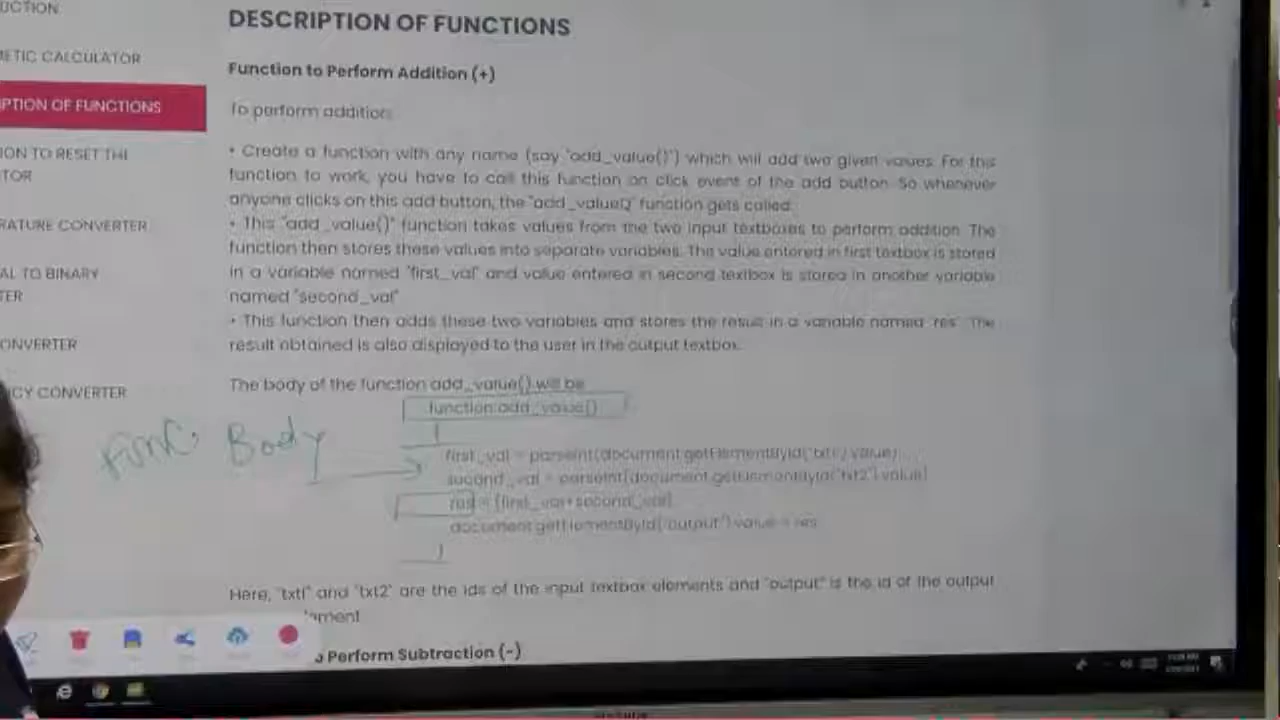 UCTION
ETIC CALCULATOR
IPTION OF FUNCTIONS
ION TO RESET THE
TOR
RATURE CONVERTER
AL TO BINARY
TER
ONVERTER
CY CONVERTER
DESCRIPTION OF FUNCTIONS
Function to Perform Addition (+)
To perform addition:
• Create a function with any name (say "add_value()") which will add two given values. For this
function to work, you have to call this function on click event of the add button. So whenever
anyone clicks on this add button, the "add_value()" function gets called.
• This "add_value()" function takes values from the two input textboxes to perform addition. The
function then stores these values into separate variables. The value entered in first textbox is stored
in a variable named "first_val" and value entered in second textbox is stored in another variable
named "second_val"
• This function then adds these two variables and stores the result in a variable named "res". The
result obtained is also displayed to the user in the output textbox.
The body of the function add_value() will be
function add_value()
{
Func. Body
first_val = parseInt(document.getElementById("txt1").value)
second_val = parseInt(document.getElementById("txt2").value)
res = (first_val+second_val)
document.getElementById("output").value = res
}
Here, "txt1" and "txt2" are the ids of the input textbox elements and "output" is the id of the output
ement
o Perform Subtraction (-)